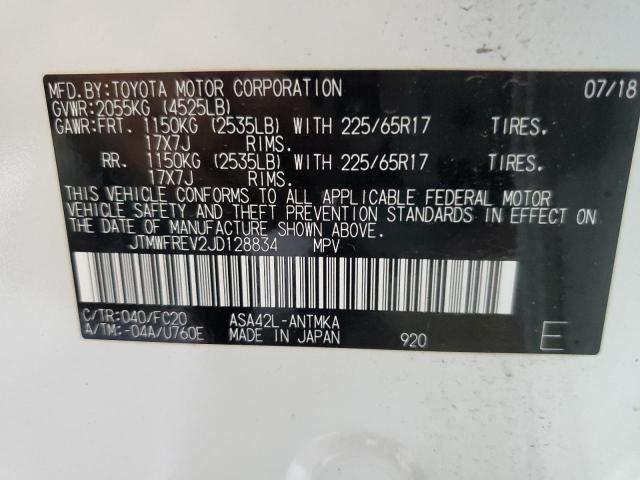 MFD. BY: TOYOTA MOTOR CORPORATION 07/18
GVWR: 2055KG (4525LB)
GAWR: FRT. 1150KG (2535LB) WITH 225/65R17 TIRES.
17X7J RIMS.
RR. 1150KG (2535LB) WITH 225/65R17 TIRES.
17X7J RIMS.
THIS VEHICLE CONFORMS TO ALL APPLICABLE FEDERAL MOTOR
VEHICLE SAFETY AND THEFT PREVENTION STANDARDS IN EFFECT ON
THE DATE OF MANUFACTURE SHOWN ABOVE.
JTMWFREV2JD128834 MPV
C/TR: 040/FC20 ASA42L-ANTMKA
A/TM: -04A/U760E MADE IN JAPAN 920 E